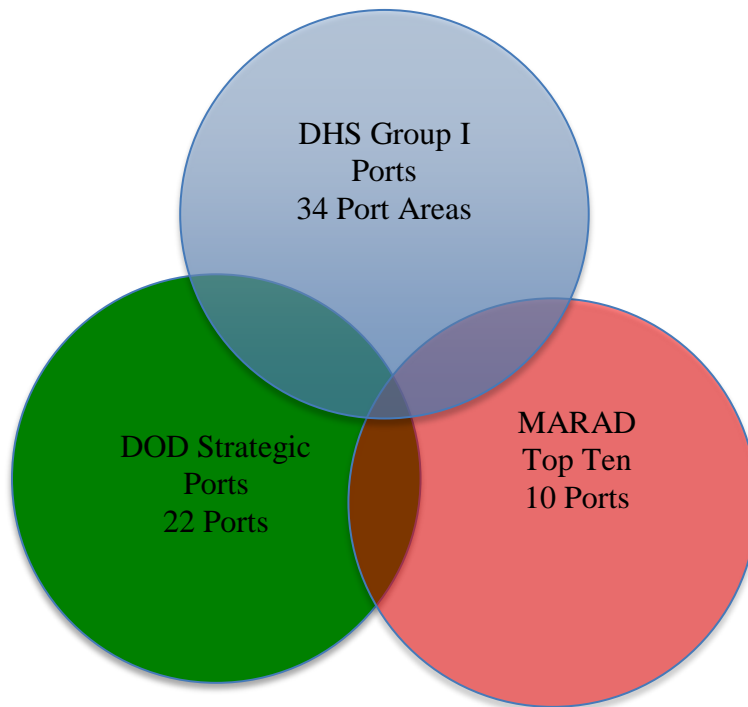 DHS Group I
Ports
34 Port Areas
DOD Strategic
Ports
22 Ports
MARAD
Top Ten
10 Ports